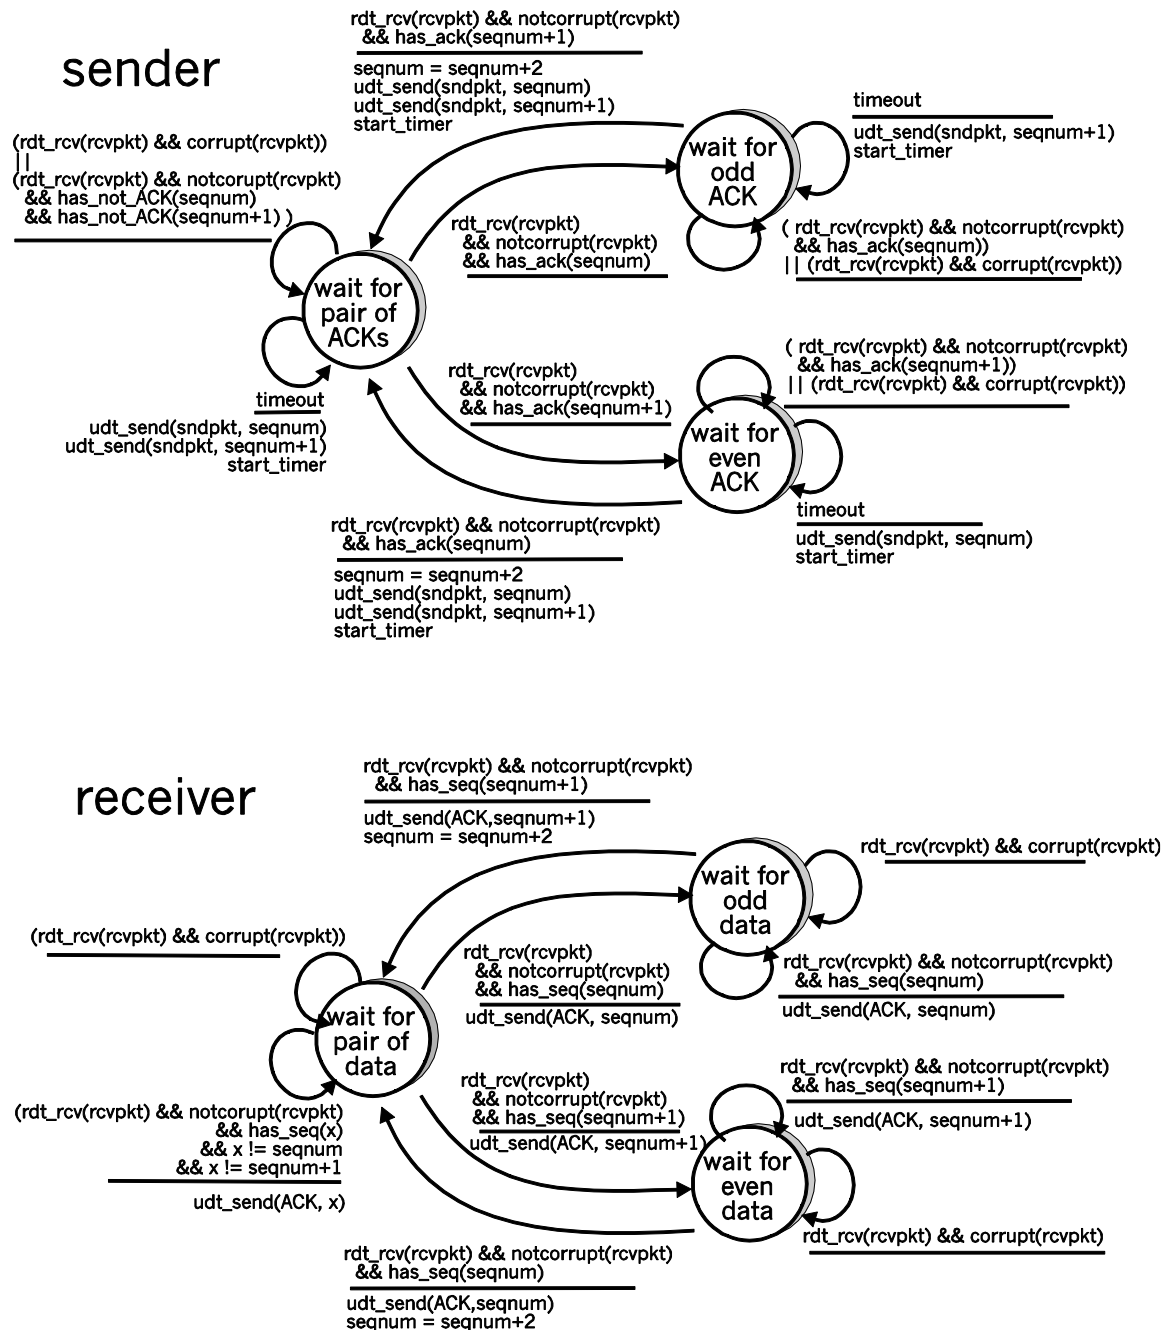 sender
rdt_rcv(rcvpkt) && notcorrupt(rcvpkt)
&& has_ack(seqnum+1)
seqnum = seqnum+2
udt_send(sndpkt, seqnum)
udt_send(sndpkt, seqnum+1)
start_timer
(rdt_rcv(rcvpkt) && corrupt(rcvpkt))
||
(rdt_rcv(rcvpkt) && notcorupt(rcvpkt)
&& has_not_ACK(seqnum)
&& has_not_ACK(seqnum+1) )
wait for
odd
ACK
timeout
udt_send(sndpkt, seqnum+1)
start_timer
rdt_rcv(rcvpkt)
&& notcorrupt(rcvpkt)
&& has_ack(seqnum)
( rdt_rcv(rcvpkt) && notcorrupt(rcvpkt)
&& has_ack(seqnum))
|| (rdt_rcv(rcvpkt) && corrupt(rcvpkt))
wait for
pair of
ACKs
timeout
udt_send(sndpkt, seqnum)
udt_send(sndpkt, seqnum+1)
start_timer
rdt_rcv(rcvpkt)
&& notcorrupt(rcvpkt)
&& has_ack(seqnum+1)
( rdt_rcv(rcvpkt) && notcorrupt(rcvpkt)
&& has_ack(seqnum+1))
|| (rdt_rcv(rcvpkt) && corrupt(rcvpkt))
wait for
even
ACK
timeout
udt_send(sndpkt, seqnum)
start_timer
rdt_rcv(rcvpkt) && notcorrupt(rcvpkt)
&& has_ack(seqnum)
seqnum = seqnum+2
udt_send(sndpkt, seqnum)
udt_send(sndpkt, seqnum+1)
start_timer
receiver
rdt_rcv(rcvpkt) && notcorrupt(rcvpkt)
&& has_seq(seqnum+1)
udt_send(ACK,seqnum+1)
seqnum = seqnum+2
wait for
odd
data
rdt_rcv(rcvpkt) && corrupt(rcvpkt)
(rdt_rcv(rcvpkt) && corrupt(rcvpkt))
rdt_rcv(rcvpkt)
&& notcorrupt(rcvpkt)
&& has_seq(seqnum)
udt_send(ACK, seqnum)
rdt_rcv(rcvpkt) && notcorrupt(rcvpkt)
&& has_seq(seqnum)
udt_send(ACK, seqnum)
wait for
pair of
data
(rdt_rcv(rcvpkt) && notcorupt(rcvpkt)
&& has_seq(x)
&& x != seqnum
&& x != seqnum+1
udt_send(ACK, x)
rdt_rcv(rcvpkt)
&& notcorrupt(rcvpkt)
&& has_seq(seqnum+1)
udt_send(ACK, seqnum+1)
rdt_rcv(rcvpkt) && notcorrupt(rcvpkt)
&& has_seq(seqnum+1)
udt_send(ACK, seqnum+1)
wait for
even
data
rdt_rcv(rcvpkt) && corrupt(rcvpkt)
rdt_rcv(rcvpkt) && notcorrupt(rcvpkt)
&& has_seq(seqnum)
udt_send(ACK,seqnum)
seqnum = seqnum+2